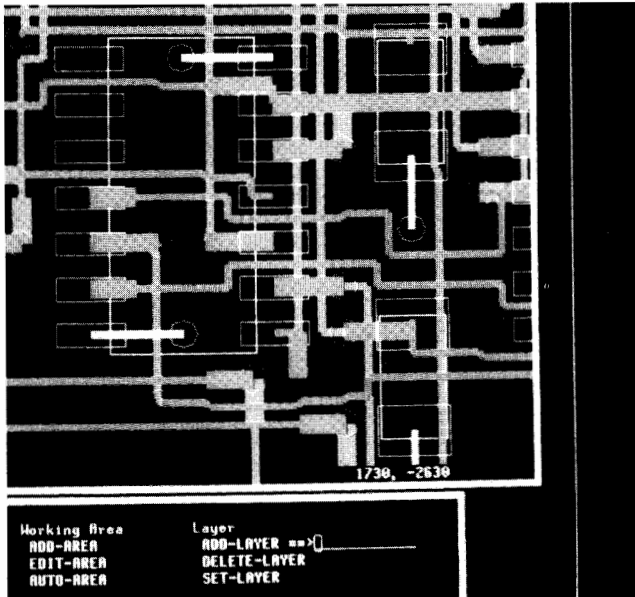 1730, -2630
Working Area Layer
ADD-AREA ADD-LAYER ==>
EDIT-AREA DELETE-LAYER
AUTO-AREA SET-LAYER